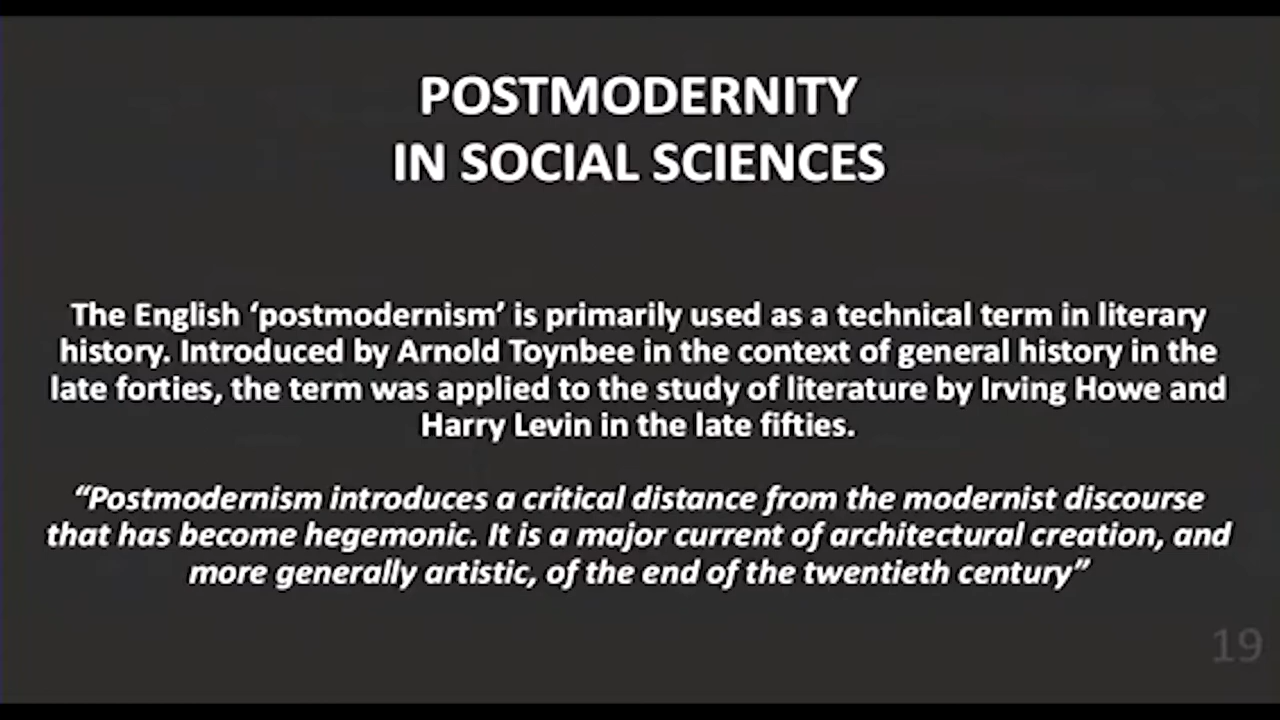 POSTMODERNITY
IN SOCIAL SCIENCES
The English ‘postmodernism’ is primarily used as a technical term in literary
history. Introduced by Arnold Toynbee in the context of general history in the
late forties, the term was applied to the study of literature by Irving Howe and
Harry Levin in the late fifties.
“Postmodernism introduces a critical distance from the modernist discourse
that has become hegemonic. It is a major current of architectural creation, and
more generally artistic, of the end of the twentieth century”
19